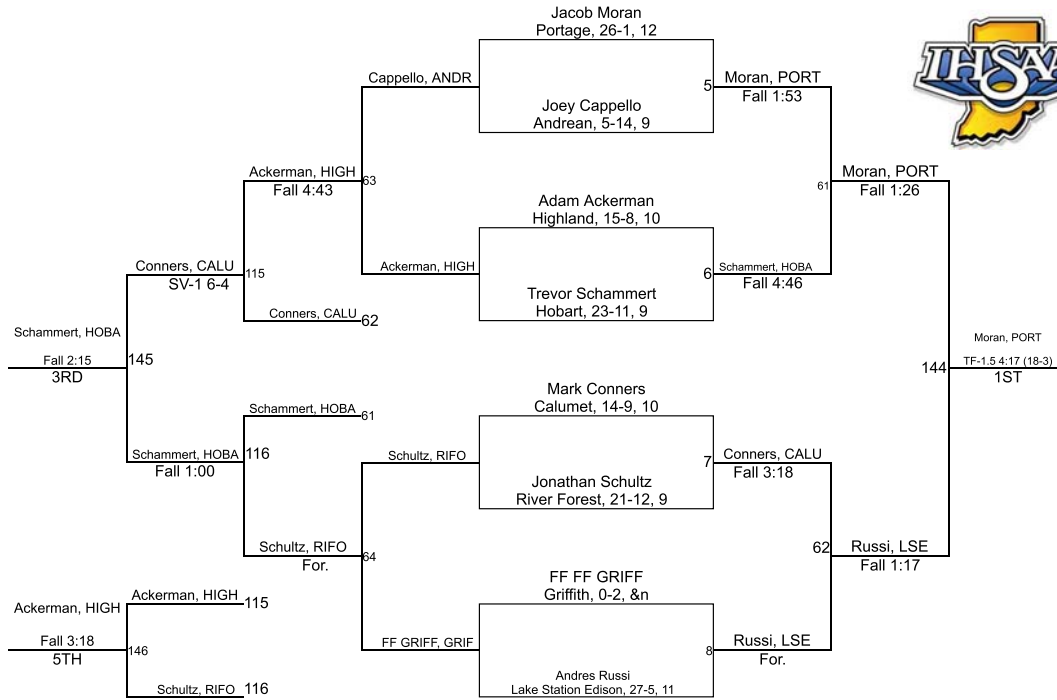 Jacob Moran
Portage, 26-1, 12
IHSAA
Cappello, ANDR
5
Moran, PORT
Fall 1:53
Joey Cappello
Andrean, 5-14, 9
Ackerman, HIGH
63
Fall 4:43
61
Moran, PORT
Fall 1:26
Adam Ackerman
Highland, 15-8, 10
Conners, CALU
115
SV-1 6-4
Ackerman, HIGH
6
Schammert, HOBA
Fall 4:46
Trevor Schammert
Hobart, 23-11, 9
Conners, CALU
62
Schammert, HOBA
Fall 2:15
3RD
145
Moran, PORT
144
TF-1.5 4:17 (18-3)
1ST
Mark Conners
Calumet, 14-9, 10
Schammert, HOBA
61
Schammert, HOBA
116
Fall 1:00
Schultz, RIFO
7
Conners, CALU
Fall 3:18
Jonathan Schultz
River Forest, 21-12, 9
Schultz, RIFO
64
For.
62
Russi, LSE
Fall 1:17
FF FF GRIFF
Griffith, 0-2, &n
Ackerman, HIGH
Ackerman, HIGH
115
Fall 3:18
5TH
146
FF GRIFF, GRIF
8
Russi, LSE
For.
Andres Russi
Lake Station Edison, 27-5, 11
Schultz, RIFO
116